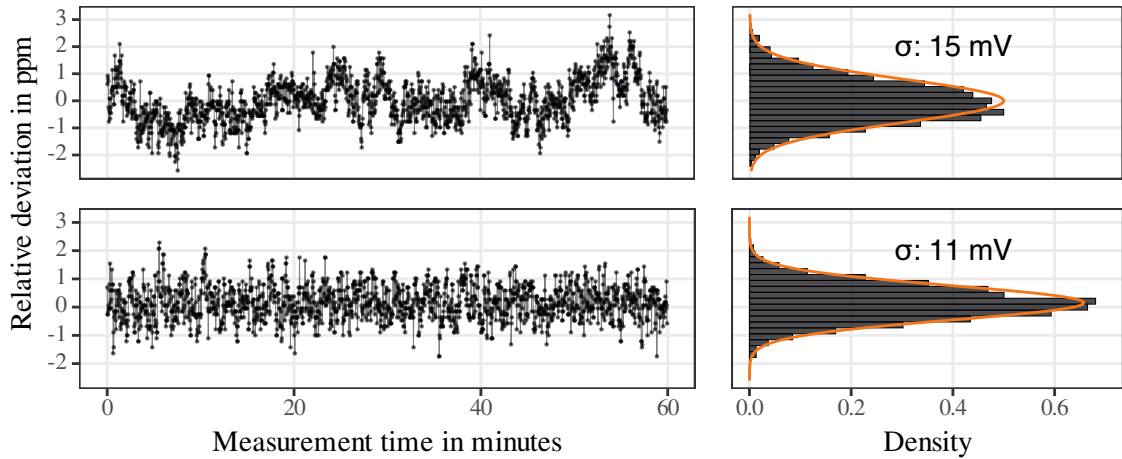 Relative deviation in ppm
3
2
1
0
-1
-2
σ: 15 mV
3
2
1
0
-1
-2
σ: 11 mV
0 20 40 60
0.0 0.2 0.4 0.6
Measurement time in minutes
Density